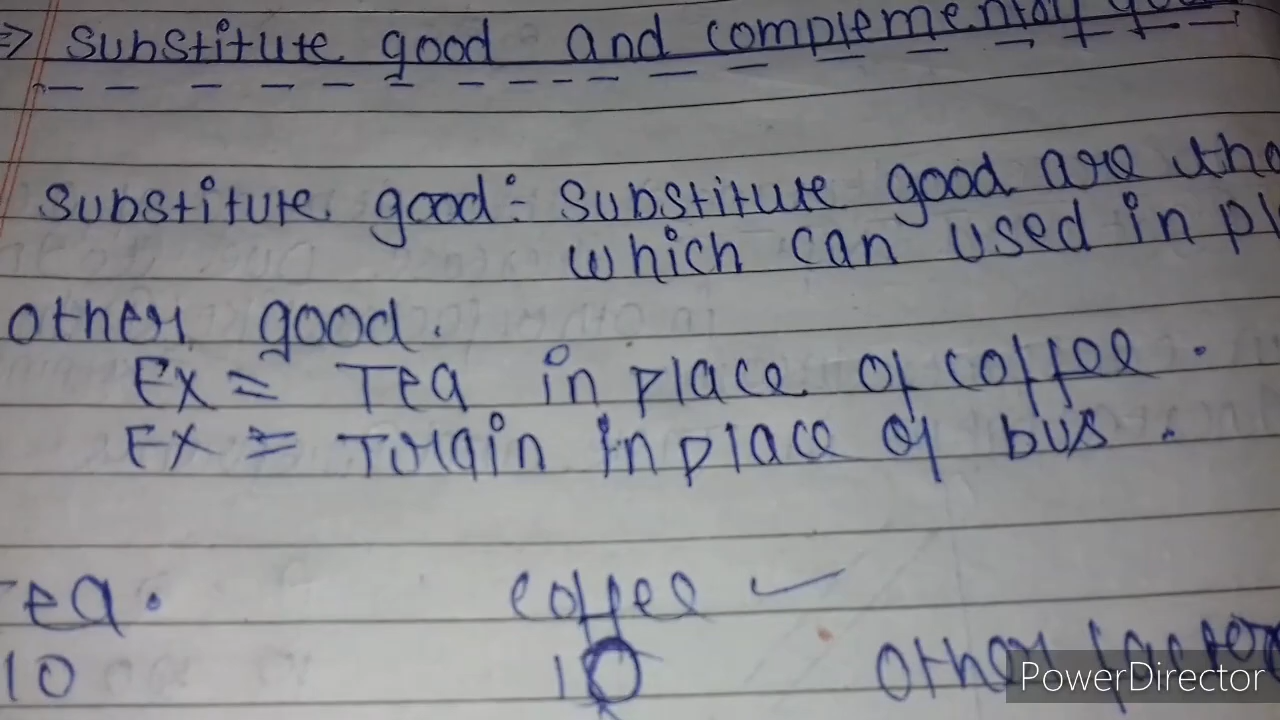 => Substitute good and complementary
Substitute good :- Substitute good are
which can used in
other good.
Ex = Tea in place of coffee.
Ex = Train in place of bus.
Tea. coffee
10 10 other factor
PowerDirector